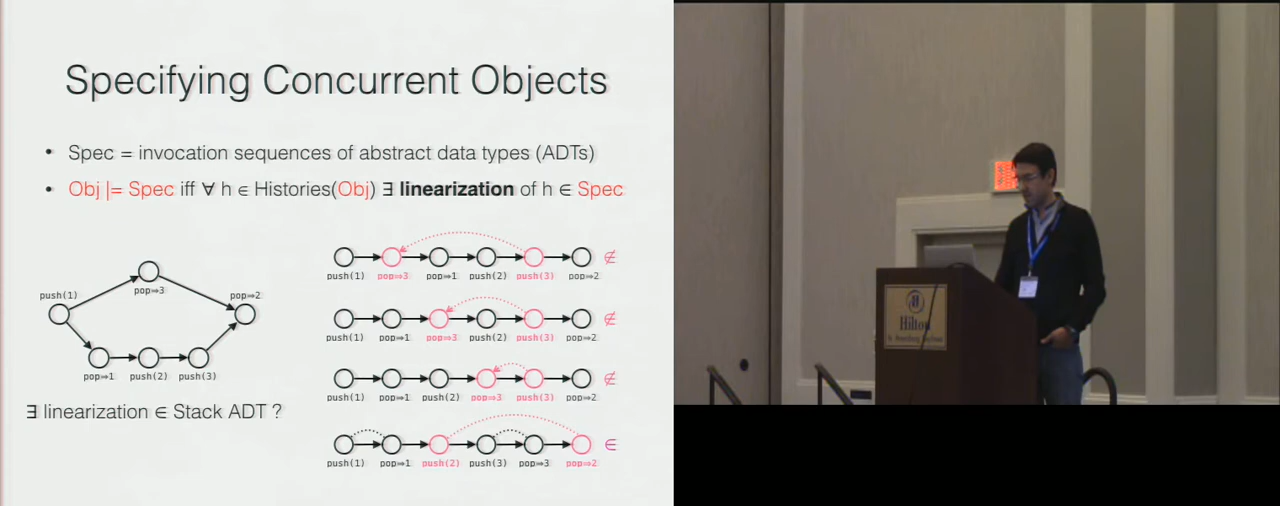 Specifying Concurrent Objects
• Spec = invocation sequences of abstract data types (ADTs)
• Obj |= Spec iff ∀ h ∈ Histories(Obj) ∃ linearization of h ∈ Spec
push(1) pop⇒3 pop⇒2
pop⇒1 push(2) push(3)
∃ linearization ∈ Stack ADT ?
∉
push(1) pop⇒3 pop⇒1 push(2) push(3) pop⇒2
∉
push(1) pop⇒1 pop⇒3 push(2) push(3) pop⇒2
∉
push(1) pop⇒1 push(2) pop⇒3 push(3) pop⇒2
∈
push(1) pop⇒1 push(2) push(3) pop⇒3 pop⇒2
Hilton